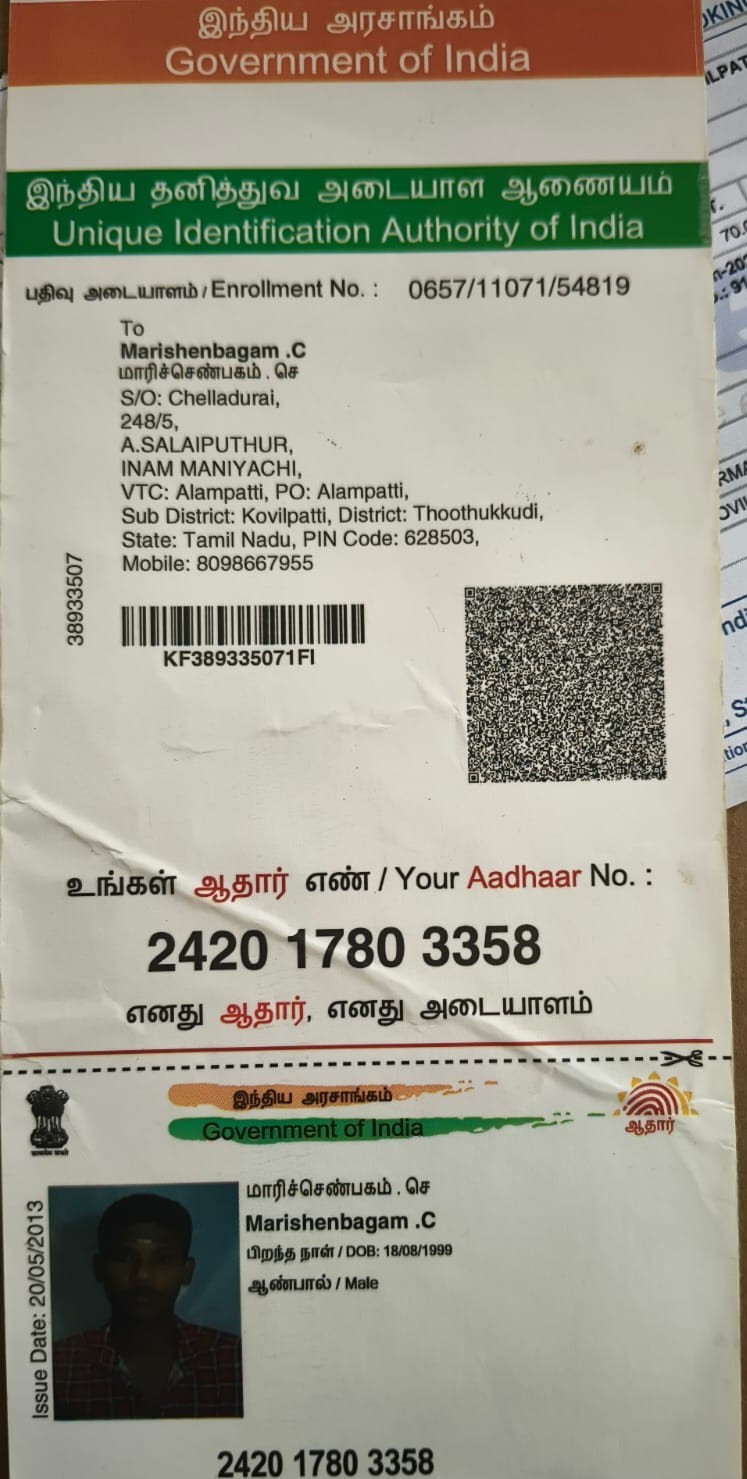 இந்திய அரசாங்கம்
Government of India
இந்திய தனித்துவ அடையாள ஆணையம்
Unique Identification Authority of India
பதிவு அடையாளம் / Enrollment No. : 0657/11071/54819
To
Marishenbagam .C
மாரிச்செண்பகம் . செ
S/O: Chelladurai,
248/5,
A.SALAIPUTHUR,
INAM MANIYACHI,
VTC: Alampatti, PO: Alampatti,
Sub District: Kovilpatti, District: Thoothukkudi,
State: Tamil Nadu, PIN Code: 628503,
Mobile: 8098667955
38933507
KF389335071FI
உங்கள் ஆதார் எண் / Your Aadhaar No. :
2420 1780 3358
எனது ஆதார், எனது அடையாளம்
இந்திய அரசாங்கம்
Government of India
ஆதார்
மாரிச்செண்பகம் . செ
Marishenbagam .C
பிறந்த நாள் / DOB: 18/08/1999
ஆண்பால் / Male
Issue Date: 20/05/2013
2420 1780 3358